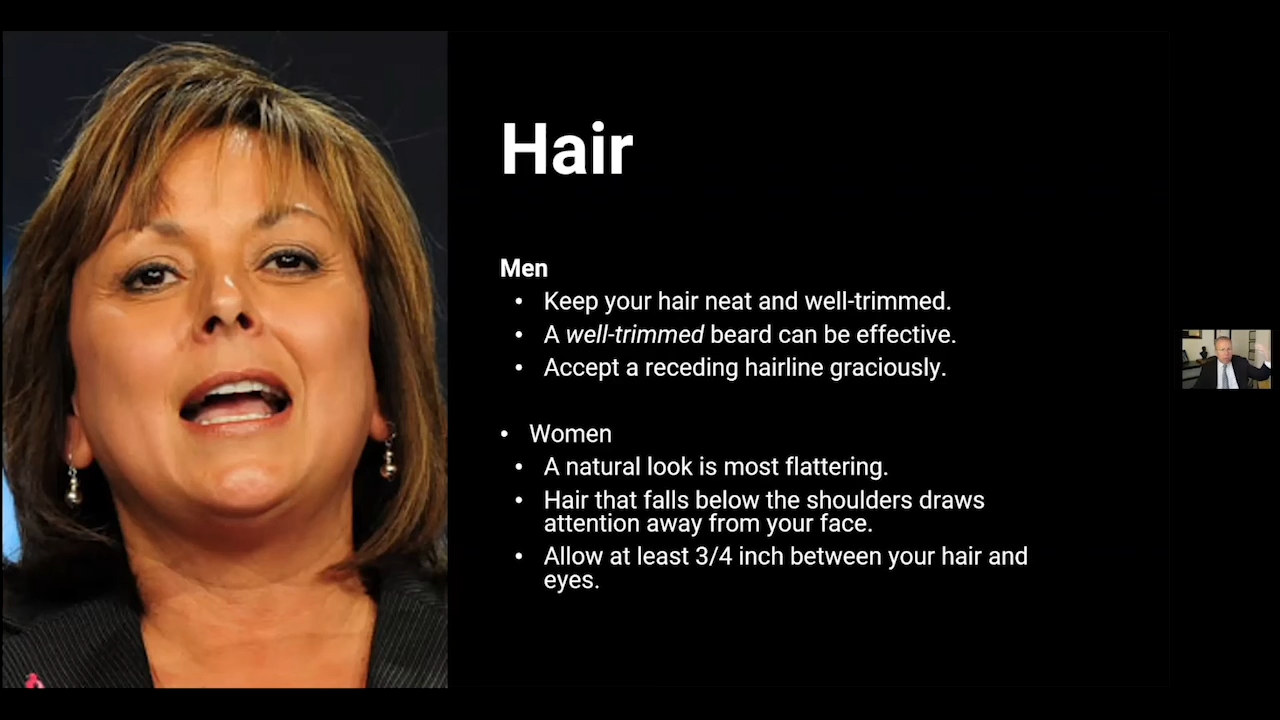 Hair
Men
• Keep your hair neat and well-trimmed.
• A well-trimmed beard can be effective.
• Accept a receding hairline graciously.
• Women
• A natural look is most flattering.
• Hair that falls below the shoulders draws
attention away from your face.
• Allow at least 3/4 inch between your hair and
eyes.